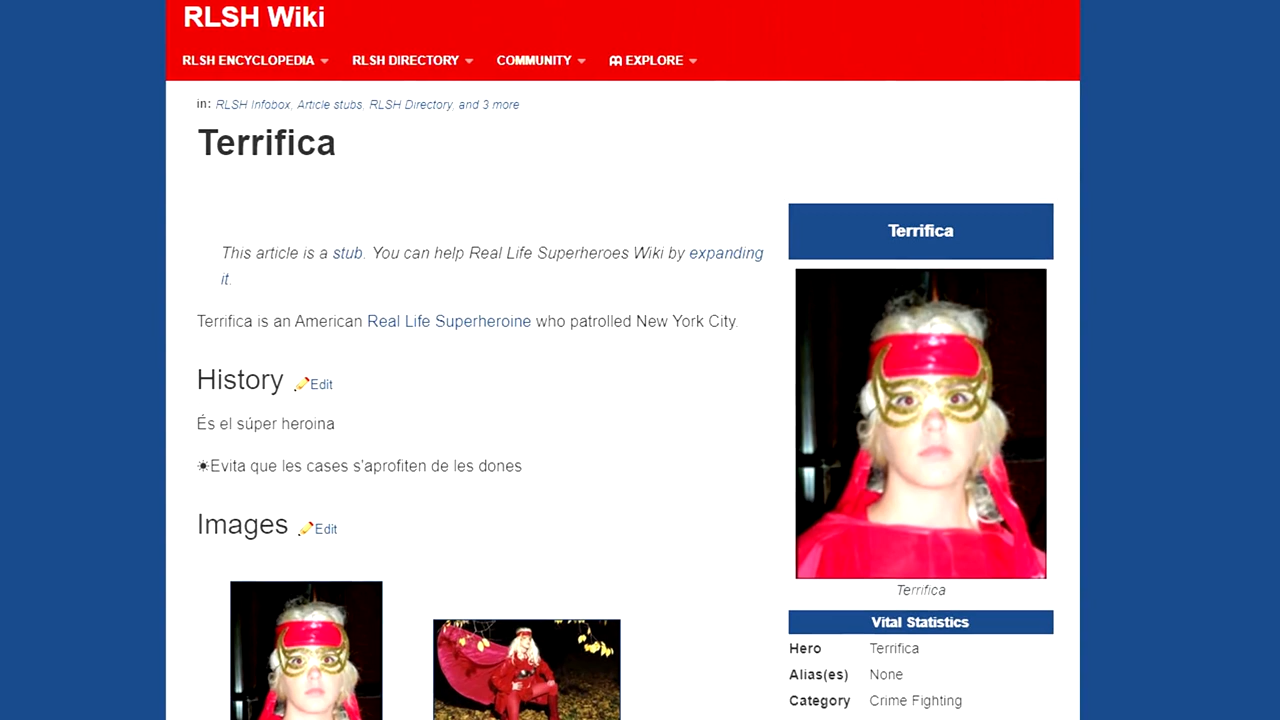 RLSH Wiki
RLSH ENCYCLOPEDIA RLSH DIRECTORY COMMUNITY EXPLORE
in: RLSH Infobox, Article stubs, RLSH Directory, and 3 more
Terrifica
This article is a stub. You can help Real Life Superheroes Wiki by expanding
it.
Terrifica is an American Real Life Superheroine who patrolled New York City.
History Edit
És el súper heroina
☀Evita que les cases s'aprofiten de les dones
Images Edit
Terrifica
Terrifica
Vital Statistics
Hero Terrifica
Alias(es) None
Category Crime Fighting